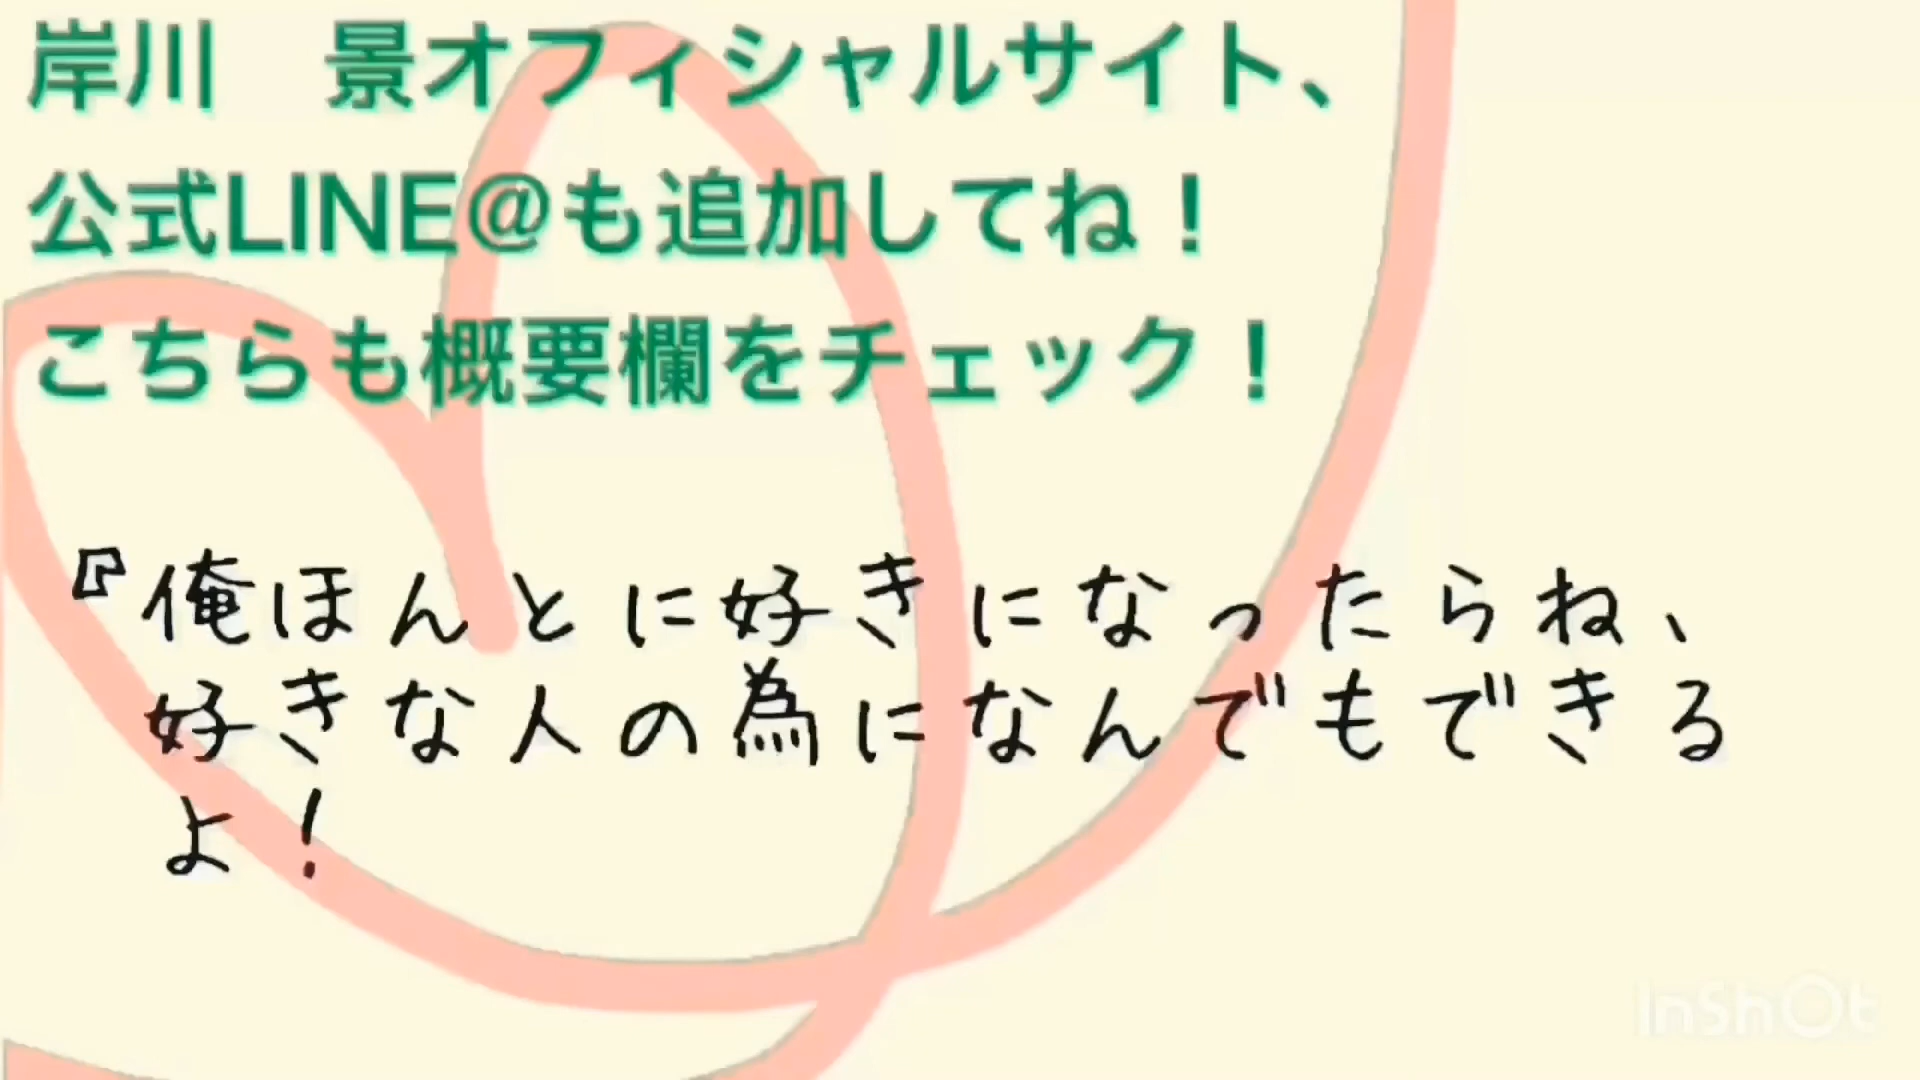 岸川　景オフィシャルサイト、
公式LINE@も追加してね！
こちらも概要欄をチェック！
『俺ほんとに好きになったらね、
好きな人の為になんでもできる
よ！
InShOt